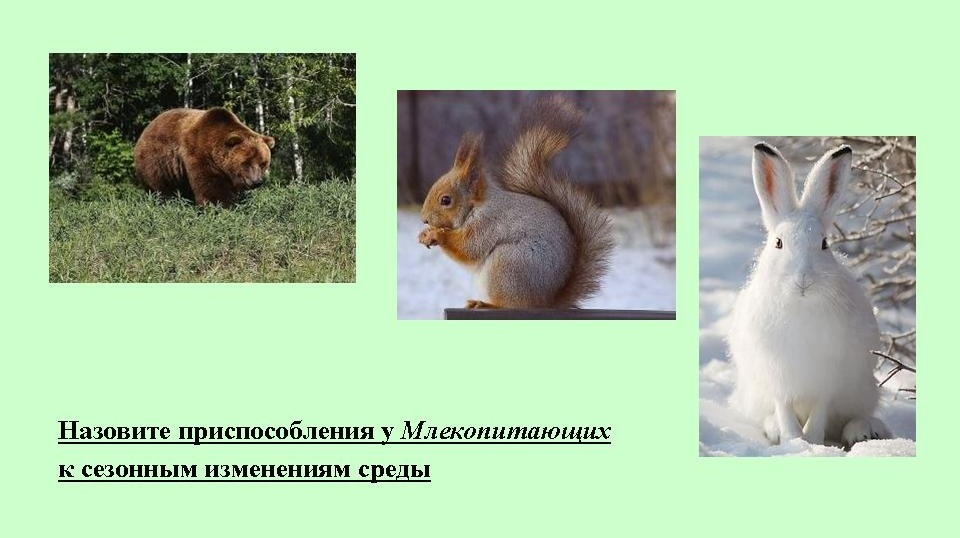 Назовите приспособления у Млекопитающих
к сезонным изменениям среды